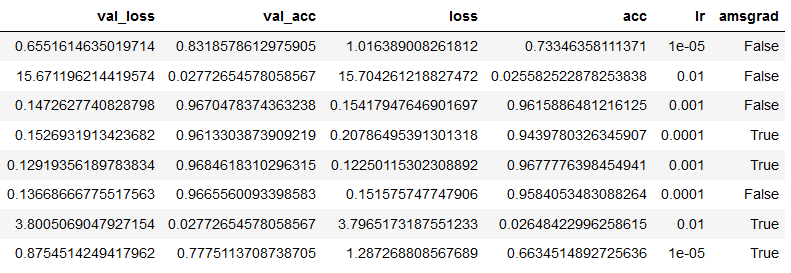 val_loss val_acc loss acc lr amsgrad
0.6551614635019714 0.8318578612975905 1.016389008261812 0.73346358111371 1e-05 False
15.671196214419574 0.02772654578058567 15.704261218827472 0.025582522878253838 0.01 False
0.1472627740828798 0.9670478374363238 0.15417947646901697 0.9615886481216125 0.001 False
0.1526931913423682 0.9613303873909219 0.20786495391301318 0.9439780326345907 0.0001 True
0.12919356189783834 0.9684618310296315 0.12250115302308892 0.9677776398454941 0.001 True
0.13668666775517563 0.9665560093398583 0.151575747747906 0.9584053483088264 0.0001 False
3.8005069047927154 0.02772654578058567 3.7965173187551233 0.02648422996258615 0.01 True
0.8754514249417962 0.7775113708738705 1.287268808567689 0.6634514892725636 1e-05 True